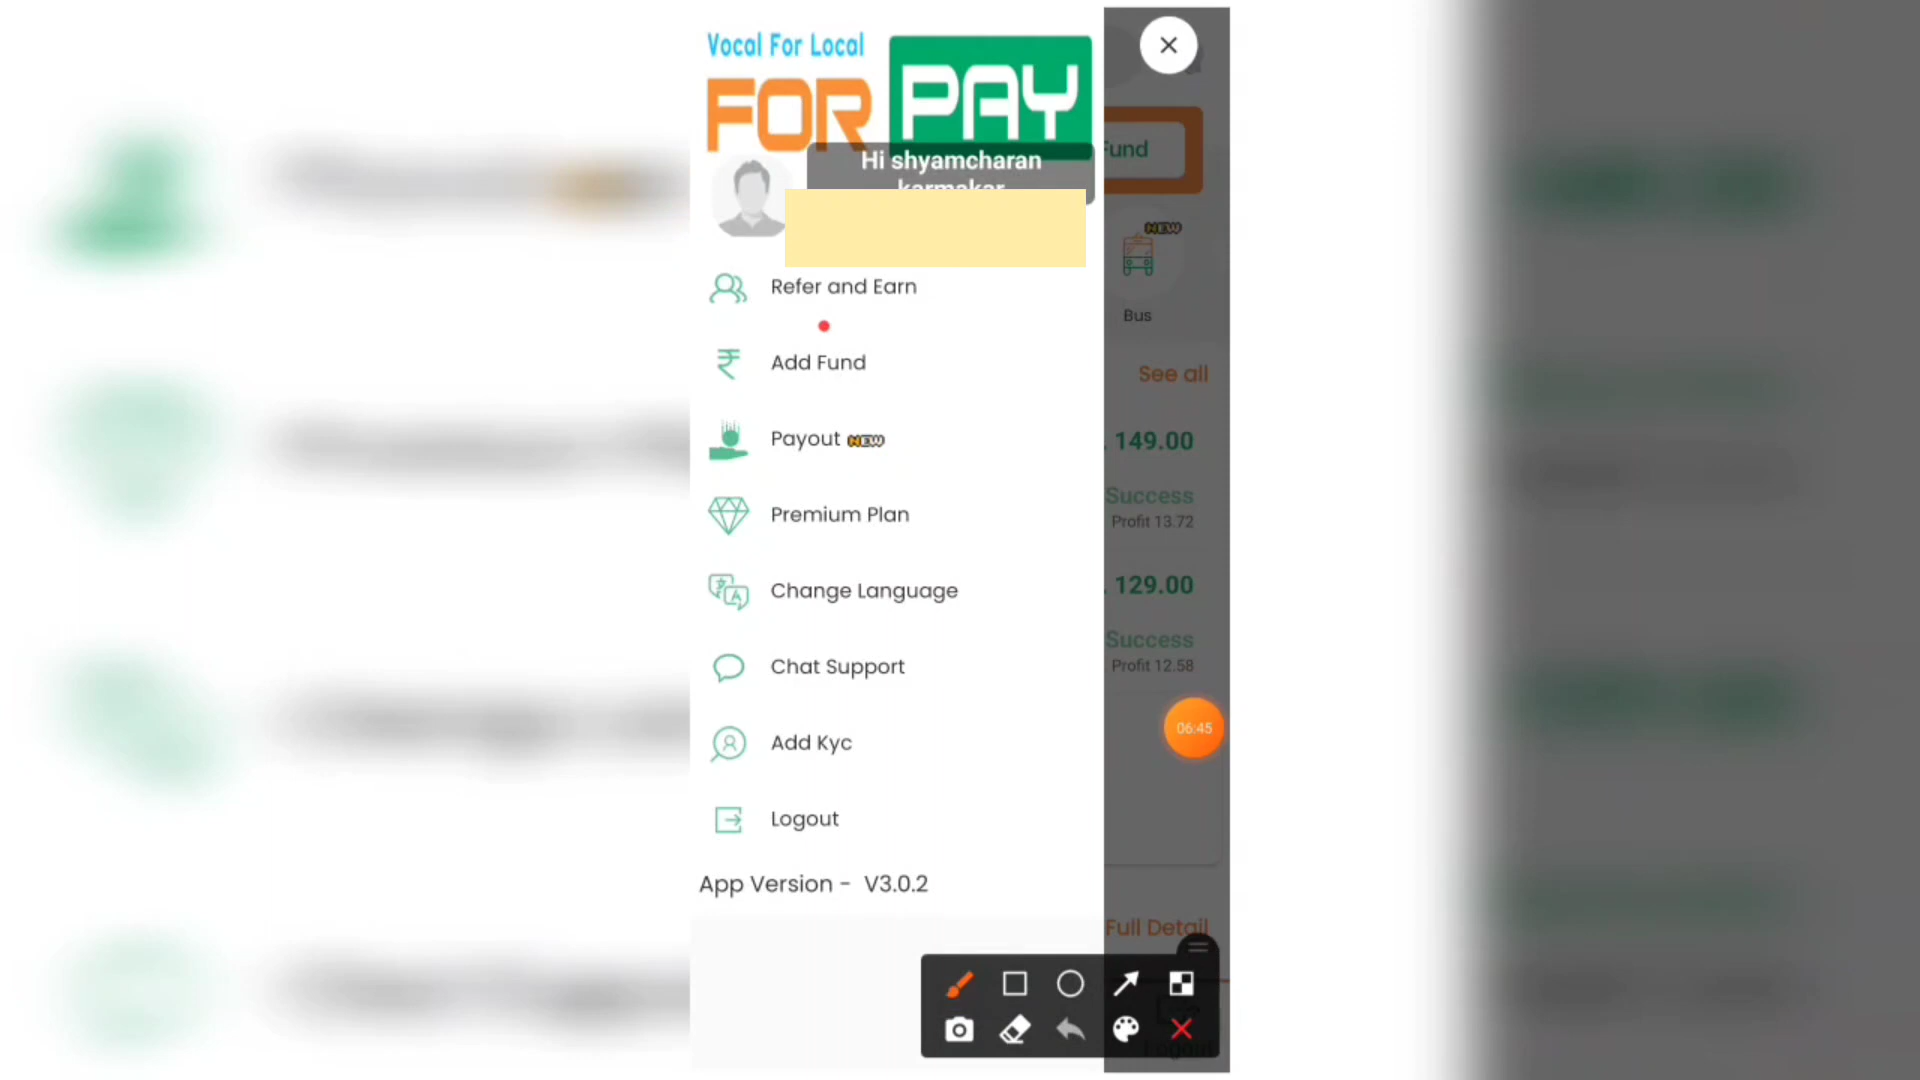 Vocal For Local
FOR PAY
Hi shyamcharan
karmakar
Fund
Refer and Earn
NEW
Bus
Add Fund
See all
Payout NEW
149.00
Premium Plan
Success
Profit 13.72
Change Language
129.00
Chat Support
Success
Profit 12.58
Add Kyc
06:45
Logout
App Version - V3.0.2
Full Detail